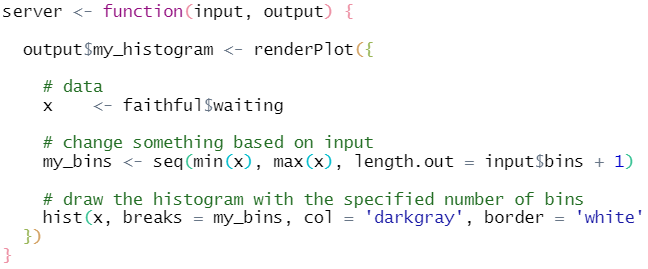 server <- function(input, output) {
output$my_histogram <- renderPlot({
# data
x    <- faithful$waiting
# change something based on input
my_bins <- seq(min(x), max(x), length.out = input$bins + 1)
# draw the histogram with the specified number of bins
hist(x, breaks = my_bins, col = 'darkgray', border = 'white'
})
}